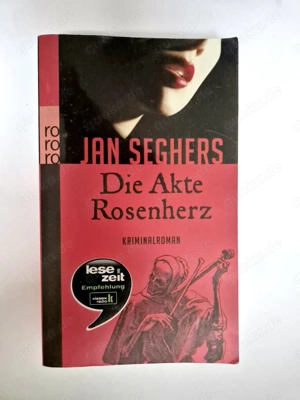 ro
ro
ro
JAN SEGHERS
Die Akte
Rosenherz
KRIMINALROMAN
lese
zeit
Empfehlung